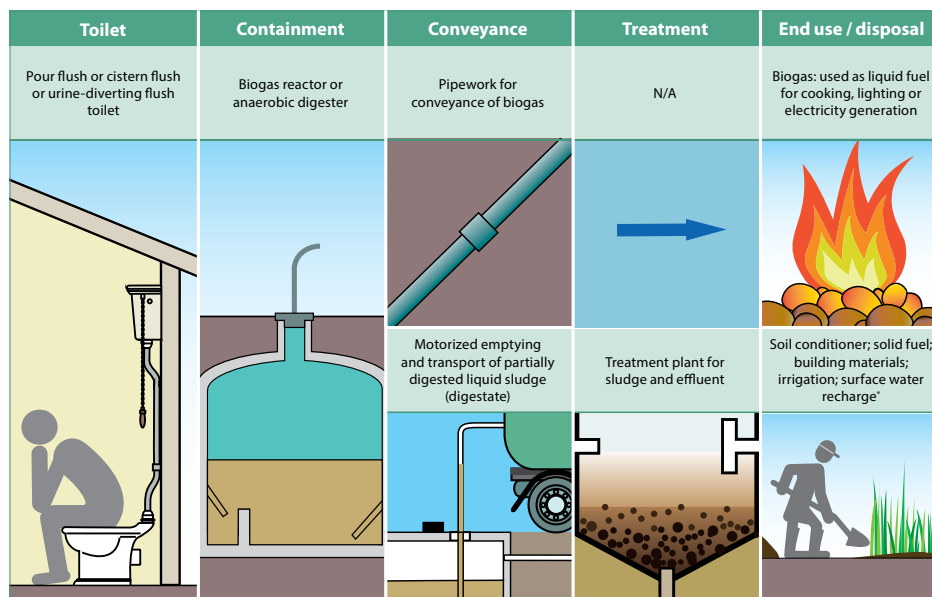 Toilet
Containment
Conveyance
Treatment
End use / disposal
Pour flush or cistern flush
or urine-diverting flush
toilet
Biogas reactor or
anaerobic digester
Pipework for
conveyance of biogas
N/A
Biogas: used as liquid fuel
for cooking, lighting or
electricity generation
Motorized emptying
and transport of partially
digested liquid sludge
(digestate)
Treatment plant for
sludge and effluent
Soil conditioner; solid fuel;
building materials;
irrigation; surface water
recharge*